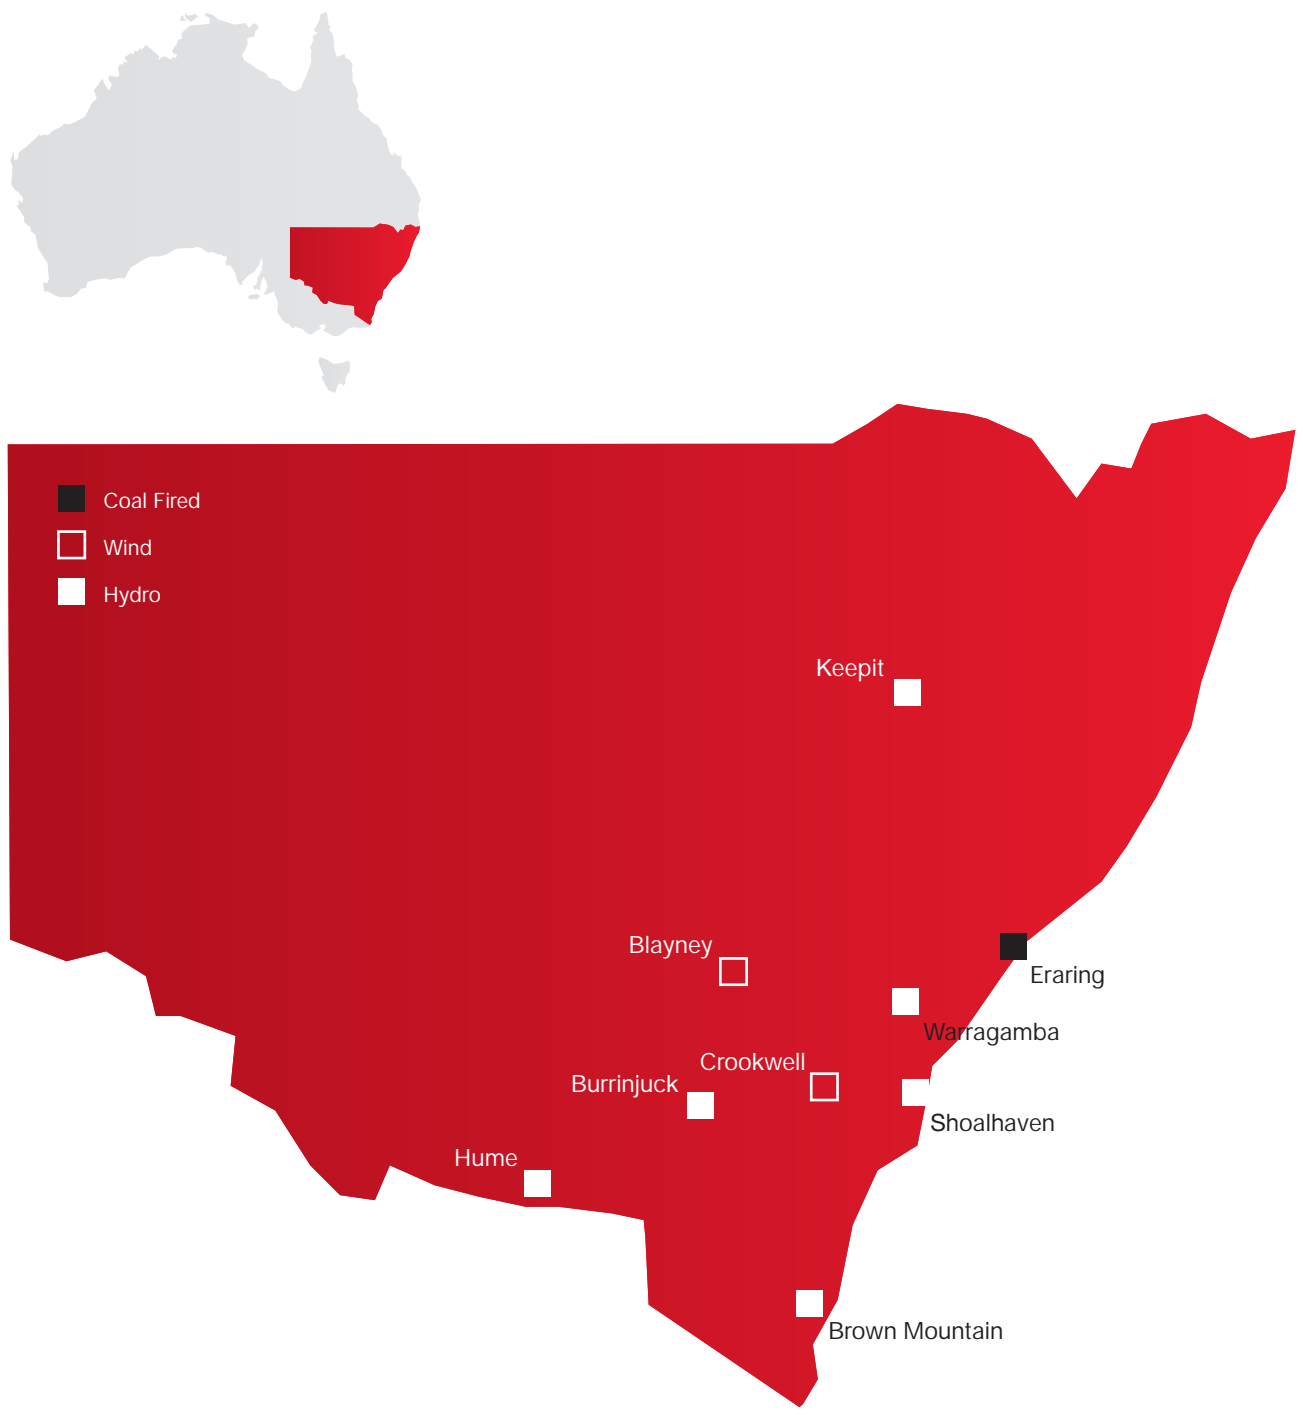 Coal Fired
Wind
Hydro
Keepit
Blayney
Eraring
Warragamba
Crookwell
Burrinjuck
Shoalhaven
Hume
Brown Mountain